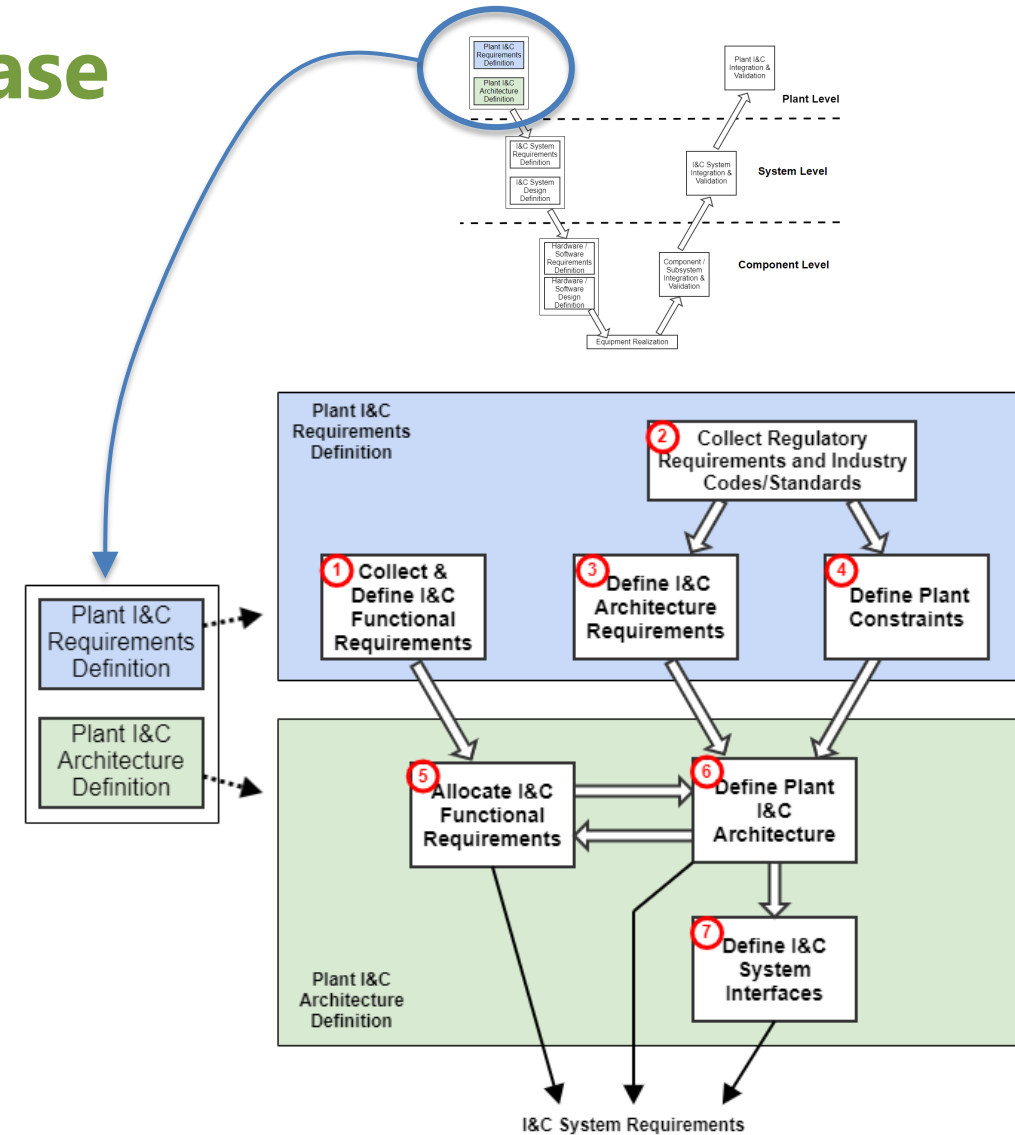 ase
Plant I&C
Requirements
Definition
Plant I&C
Architecture
Definition
Plant I&C
Integration &
Validation
Plant Level
I&C System
Requirements
Definition
I&C System
Design
Definition
I&C System
Integration &
Validation
System Level
Hardware /
Software
Requirements
Definition
Hardware /
Software
Design
Definition
Component /
Subsystem
Integration &
Validation
Component Level
Equipment Realization
Plant I&C
Requirements
Definition
2
Collect Regulatory
Requirements and Industry
Codes/Standards
1
Collect &
Define I&C
Functional
Requirements
3
Define I&C
Architecture
Requirements
4
Define Plant
Constraints
Plant I&C
Requirements
Definition
Plant I&C
Architecture
Definition
5
Allocate I&C
Functional
Requirements
6
Define Plant
I&C
Architecture
7
Define I&C
System
Interfaces
Plant I&C
Architecture
Definition
I&C System Requirements